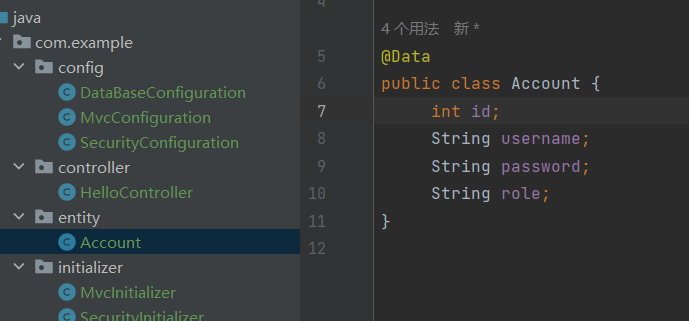 java
com.example
config
DataBaseConfiguration
MvcConfiguration
SecurityConfiguration
controller
HelloController
entity
Account
initializer
MvcInitializer
SecurityInitializer
4
4 个用法 新 *
5 @Data
6 public class Account {
7 int id;
8 String username;
9 String password;
10 String role;
11 }
12